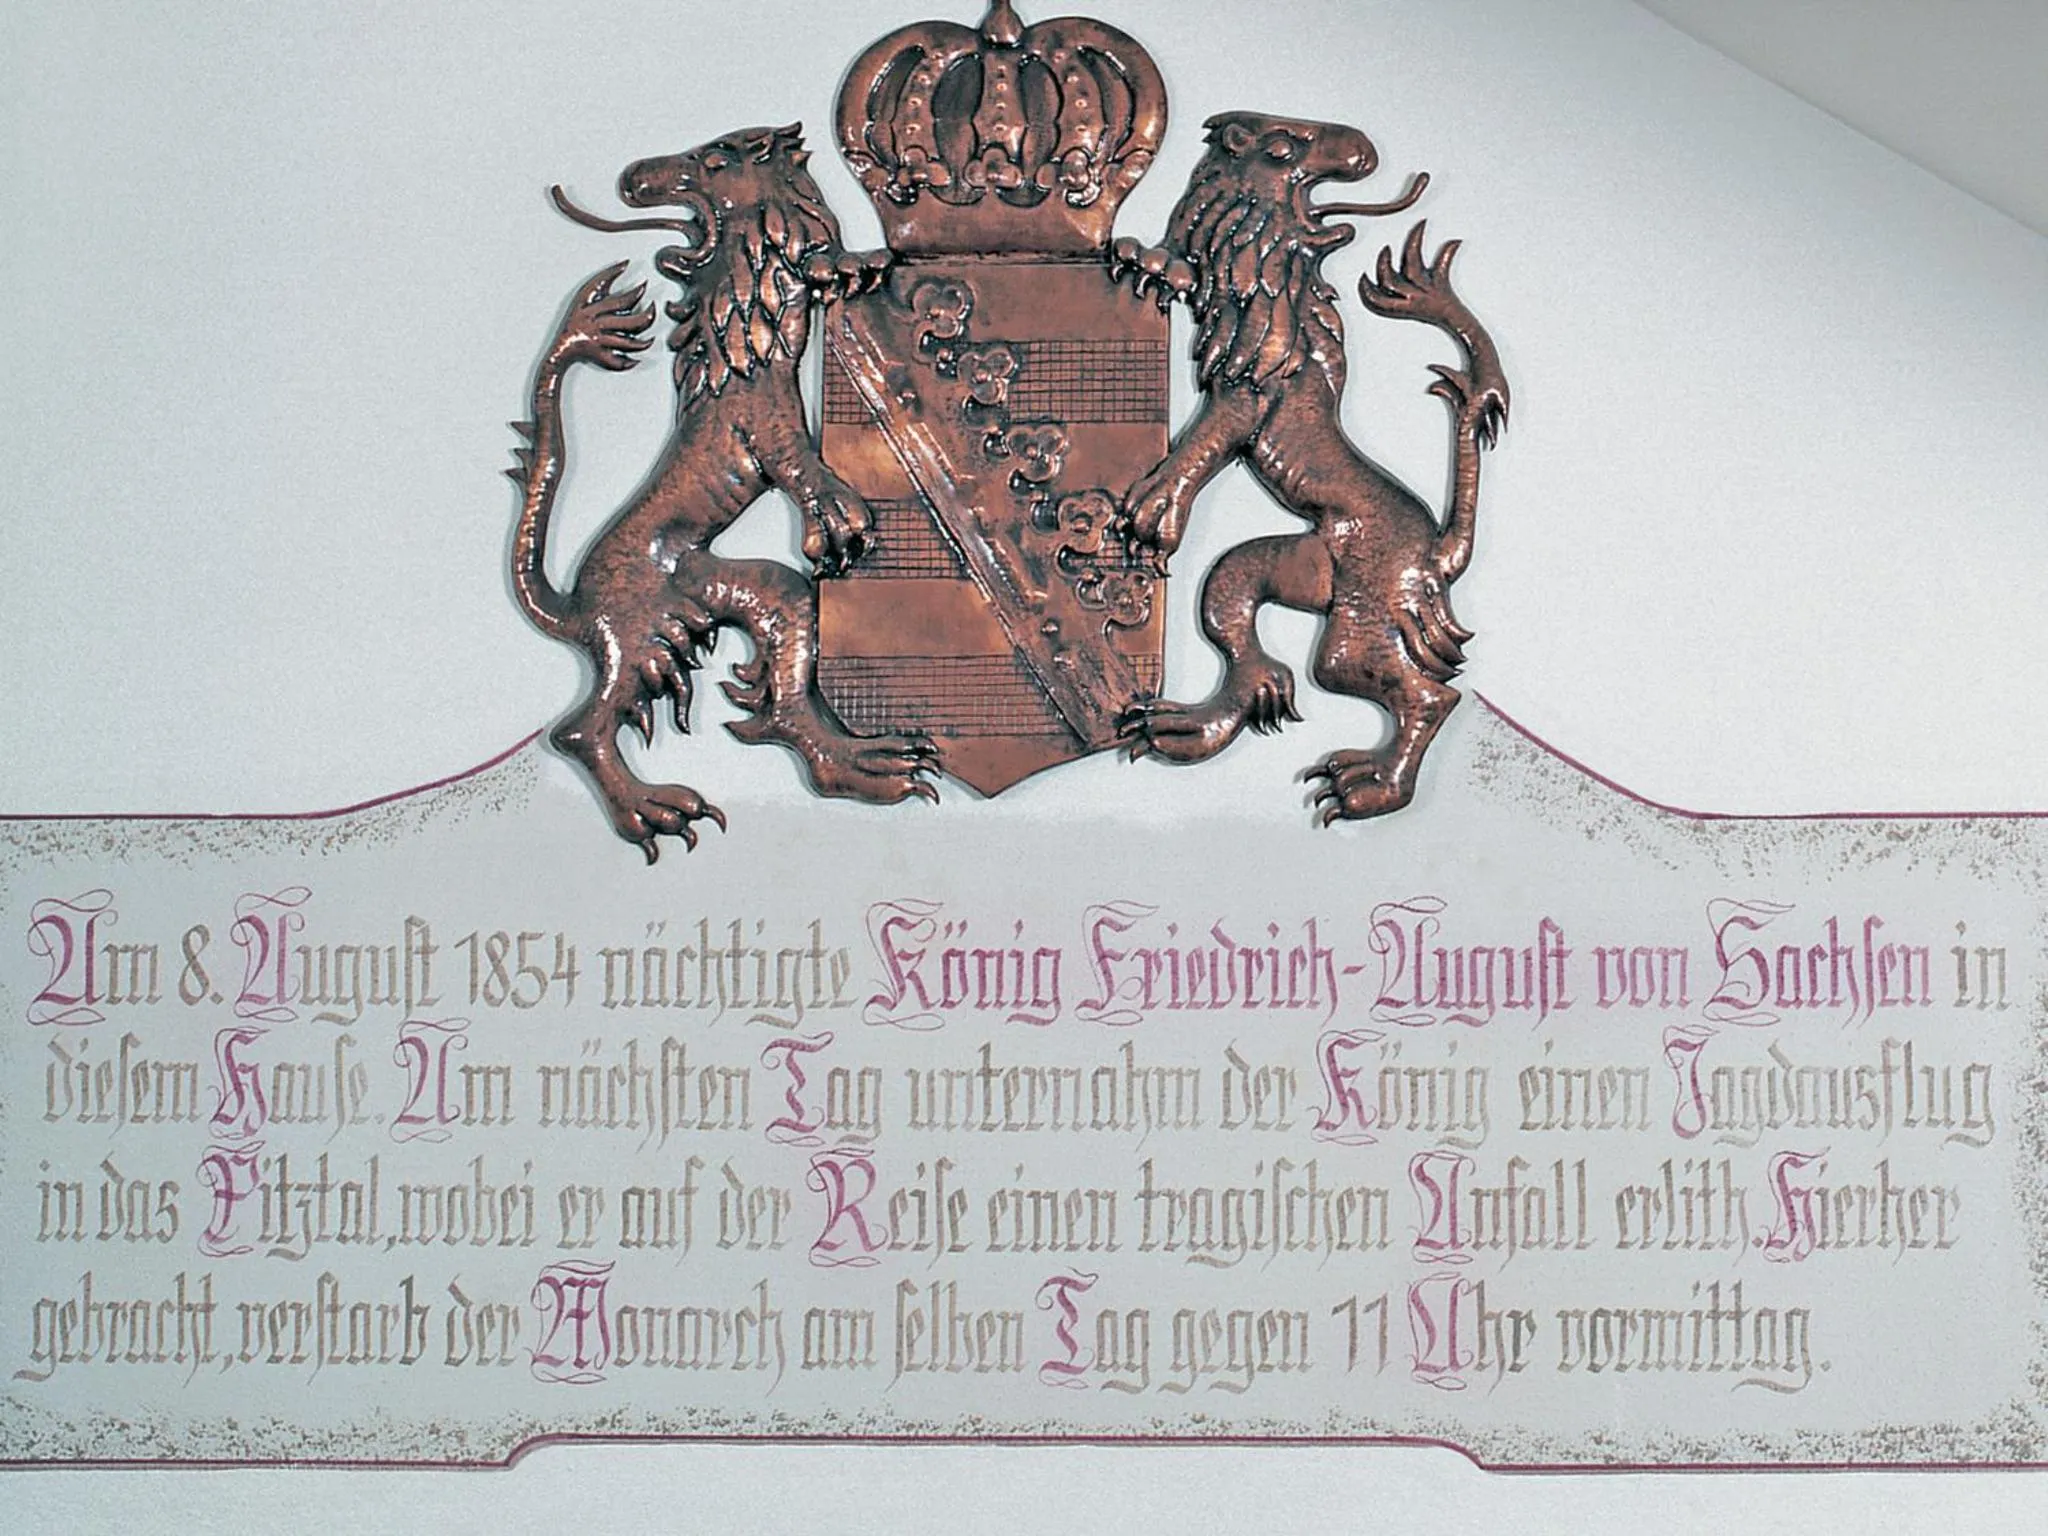 Am 8. August 1854 nächtigte König Friedrich-August von Sachsen in
diesem Hause. Am nächsten Tag unternahm der König einen Jagdausflug
in das Pitztal, wobei er auf der Reise einen tragischen Unfall erlith. Hierher
gebracht, verstarb der Monarch am selben Tag gegen 11 Uhr vormittag.